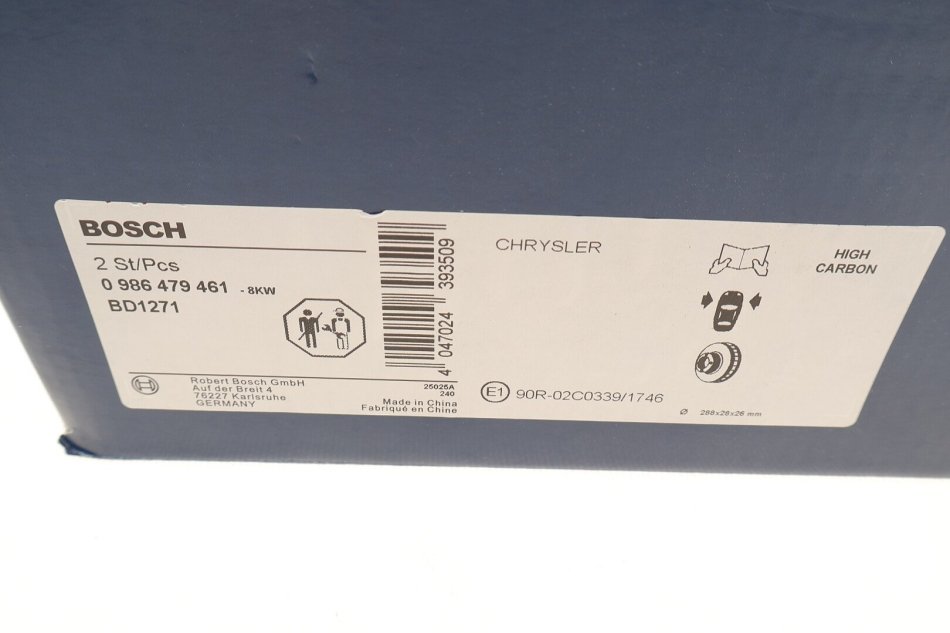 BOSCH
2 St/Pcs
0 986 479 461 - 8KW
BD1271
Robert Bosch GmbH
Auf der Breit 4
76227 Karlsruhe
GERMANY
25025A
240
Made in China
Fabriqué en Chine
4 047024 393509
CHRYSLER
E1 90R-02C0339/1746
HIGH
CARBON
Ø 288x28x26 mm